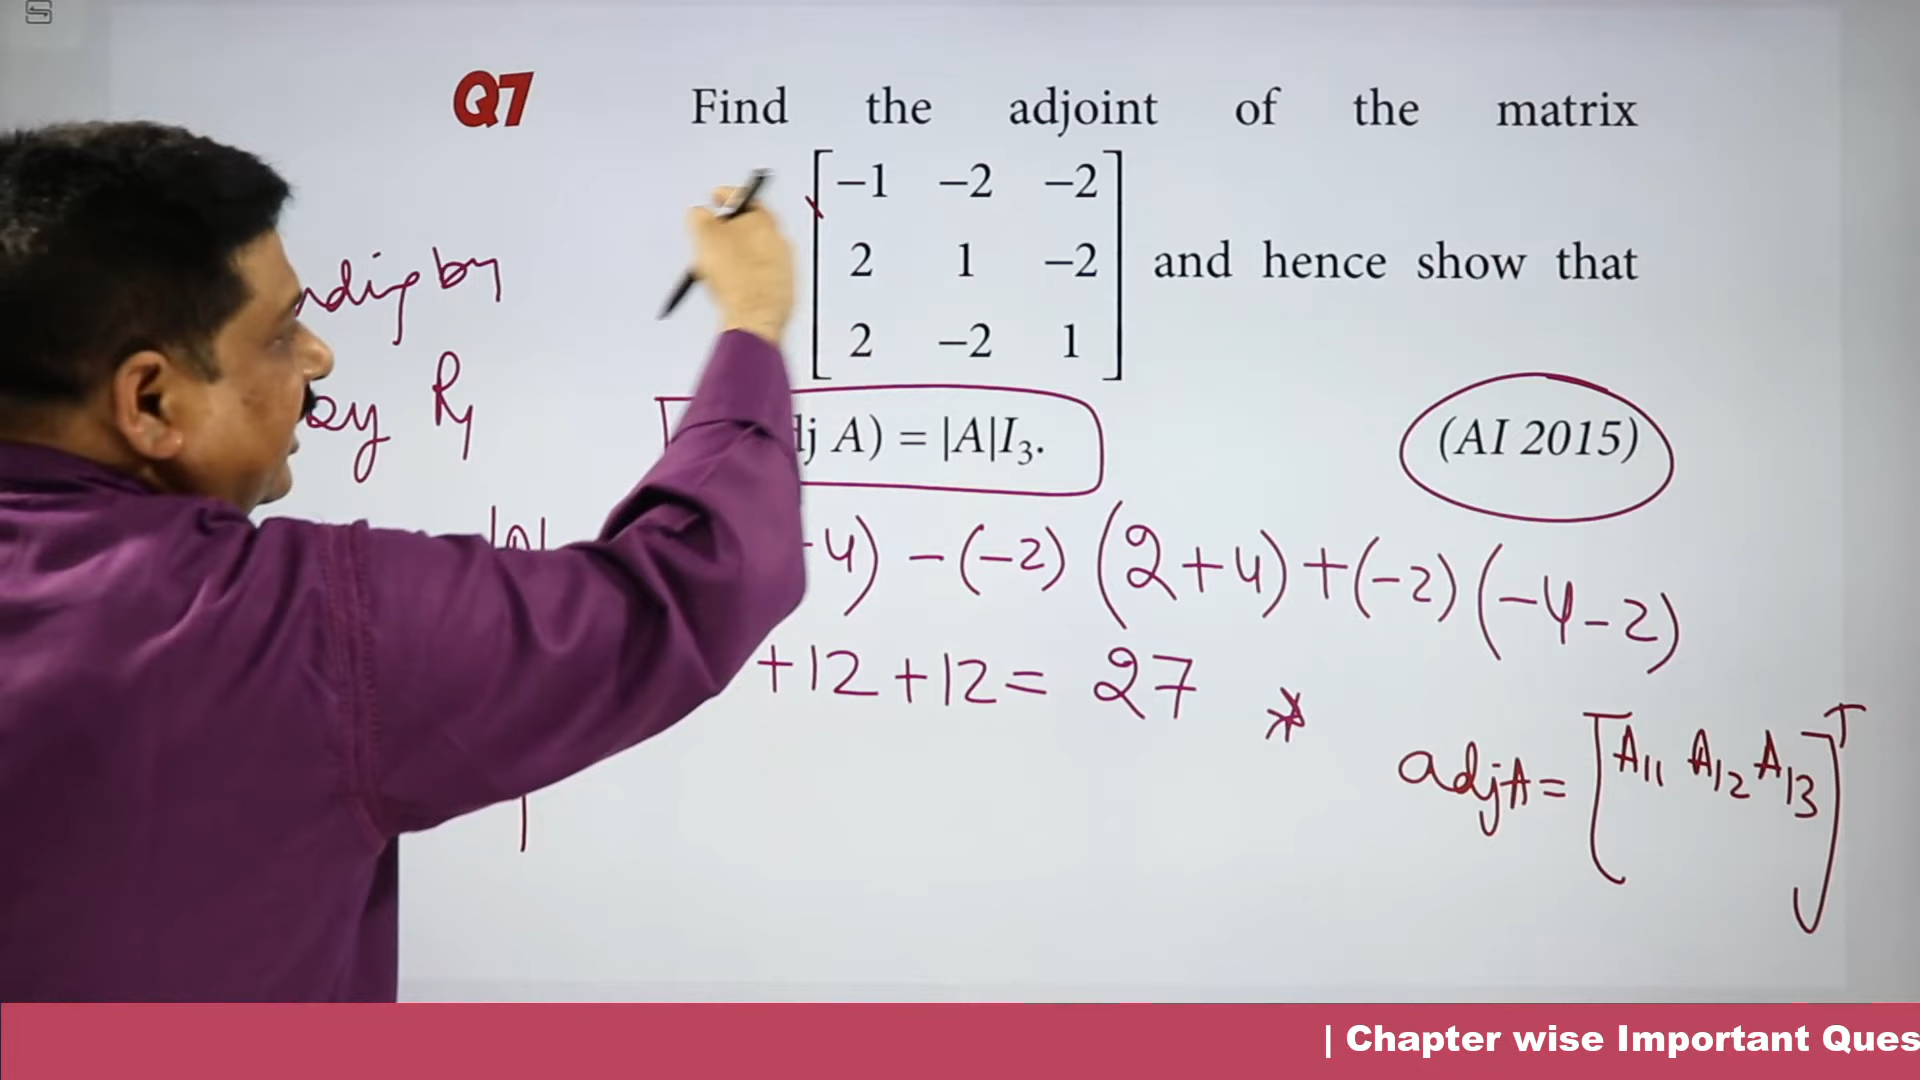 Q7 Find the adjoint of the matrix
−1 −2 −2
2 1 −2 and hence show that
2 −2 1
by
R1
A) = |A|I3. (AI 2015)
4) −(−2) (2+4) +(−2) (−4−2)
+12 +12 = 27 *
adjA = [A11 A12 A13]T
| Chapter wise Important Ques